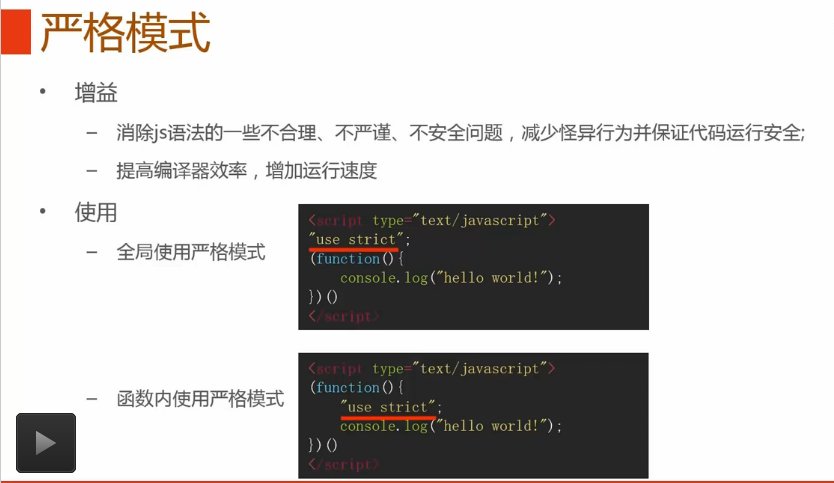 严格模式
• 增益
– 消除js语法的一些不合理、不严谨、不安全问题，减少怪异行为并保证代码运行安全;
– 提高编译器效率，增加运行速度
• 使用
– 全局使用严格模式
<script type="text/javascript">
"use strict";
(function(){
    console.log("hello world!");
})()
</script>
– 函数内使用严格模式
<script type="text/javascript">
(function(){
    "use strict";
    console.log("hello world!");
})()
</script>